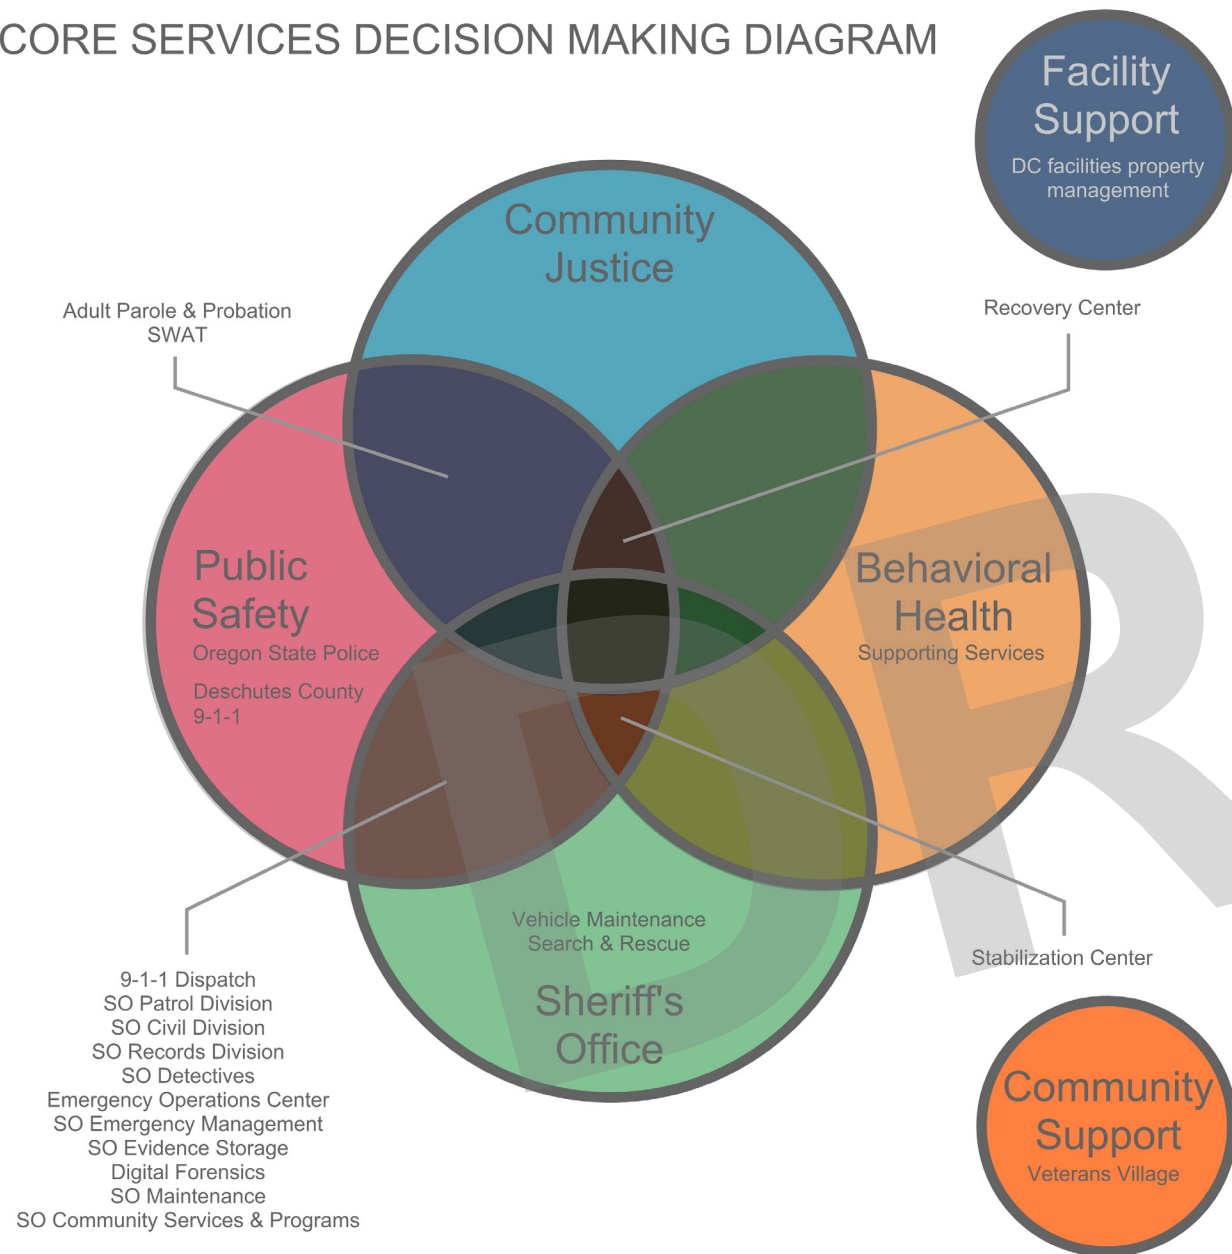 CORE SERVICES DECISION MAKING DIAGRAM
Facility
Support
DC facilities property
management
Community
Justice
Adult Parole & Probation
SWAT
Recovery Center
Public
Safety
Oregon State Police
Deschutes County
9-1-1
Behavioral
Health
Supporting Services
Vehicle Maintenance
Search & Rescue
Sheriff's
Office
Stabilization Center
9-1-1 Dispatch
SO Patrol Division
SO Civil Division
SO Records Division
SO Detectives
Emergency Operations Center
SO Emergency Management
SO Evidence Storage
Digital Forensics
SO Maintenance
SO Community Services & Programs
Community
Support
Veterans Village
DR